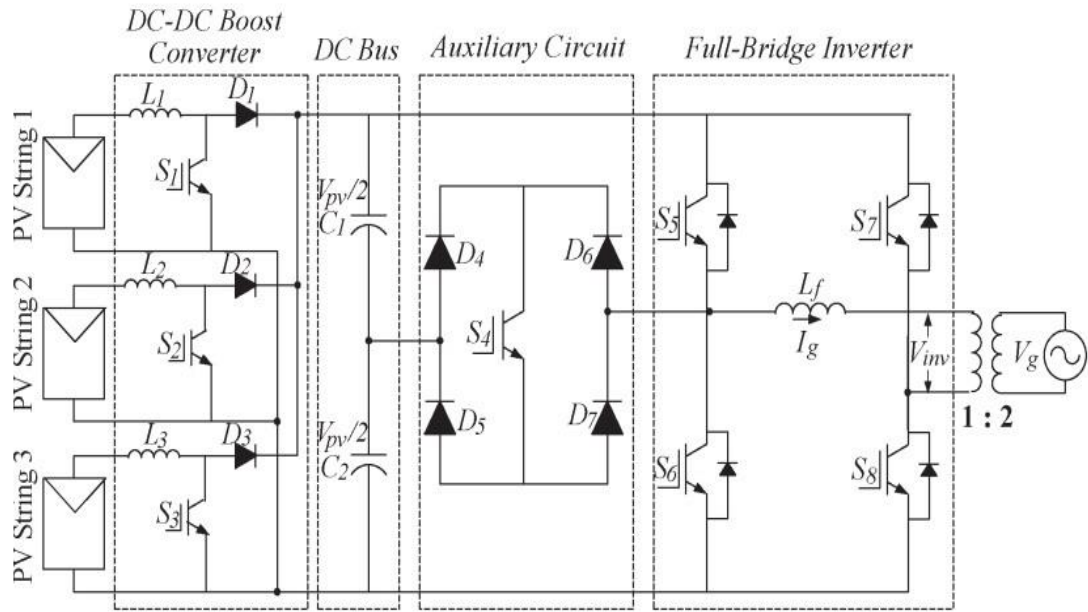 DC-DC Boost
Converter
DC Bus
Auxiliary Circuit
Full-Bridge Inverter
PV String 1
L1
D1
S1
Vpv/2
C1
D4
D6
S5
S7
PV String 2
L2
D2
S2
S4
Lf
Ig
Vinv
Vg
1 : 2
PV String 3
L3
D3
S3
Vpv/2
C2
D5
D7
S6
S8